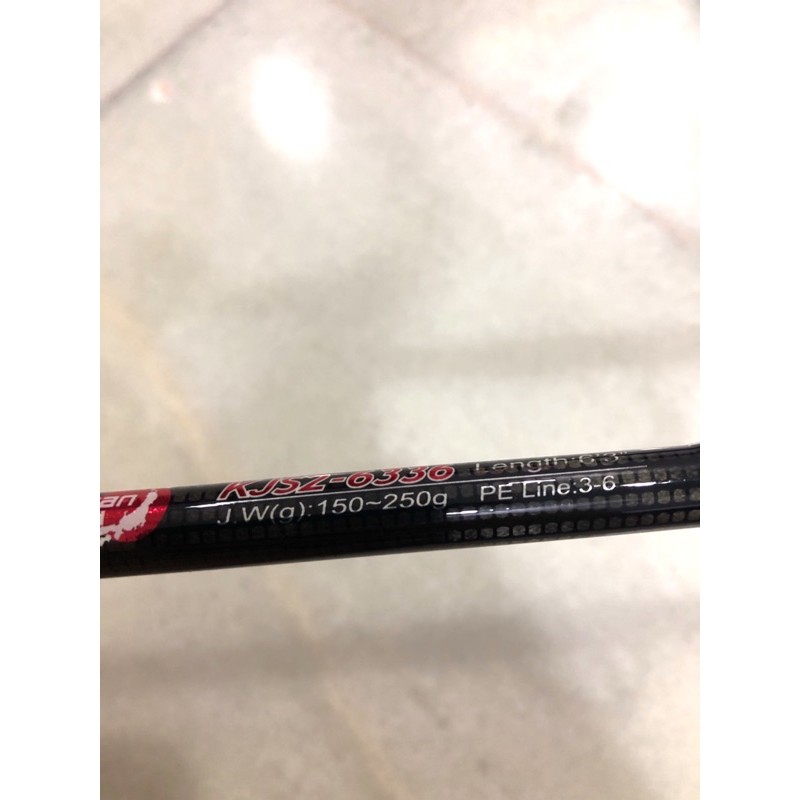 KJSZ-6336 Length:6'3"
J.W(g):150~250g PE Line:3-6